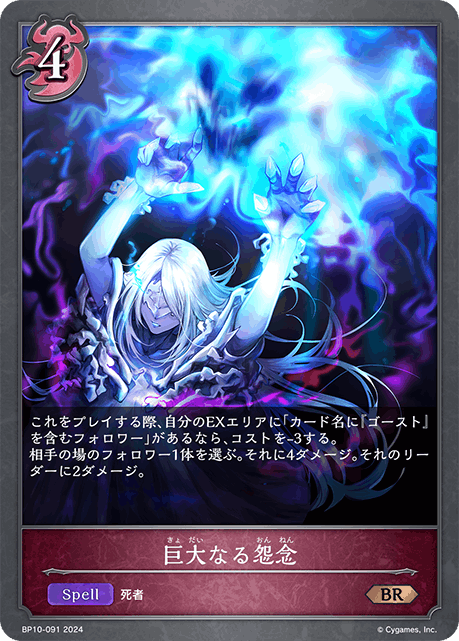 4
これをプレイする際、自分のEXエリアに「カード名に『ゴースト』
を含むフォロワー」があるなら、コストを-3する。
相手の場のフォロワー1体を選ぶ。それに4ダメージ。それのリー
ダーに2ダメージ。
きょ だい おん ねん
巨大なる怨念
Spell 死者 BR
BP10-091 2024 © Cygames, Inc.